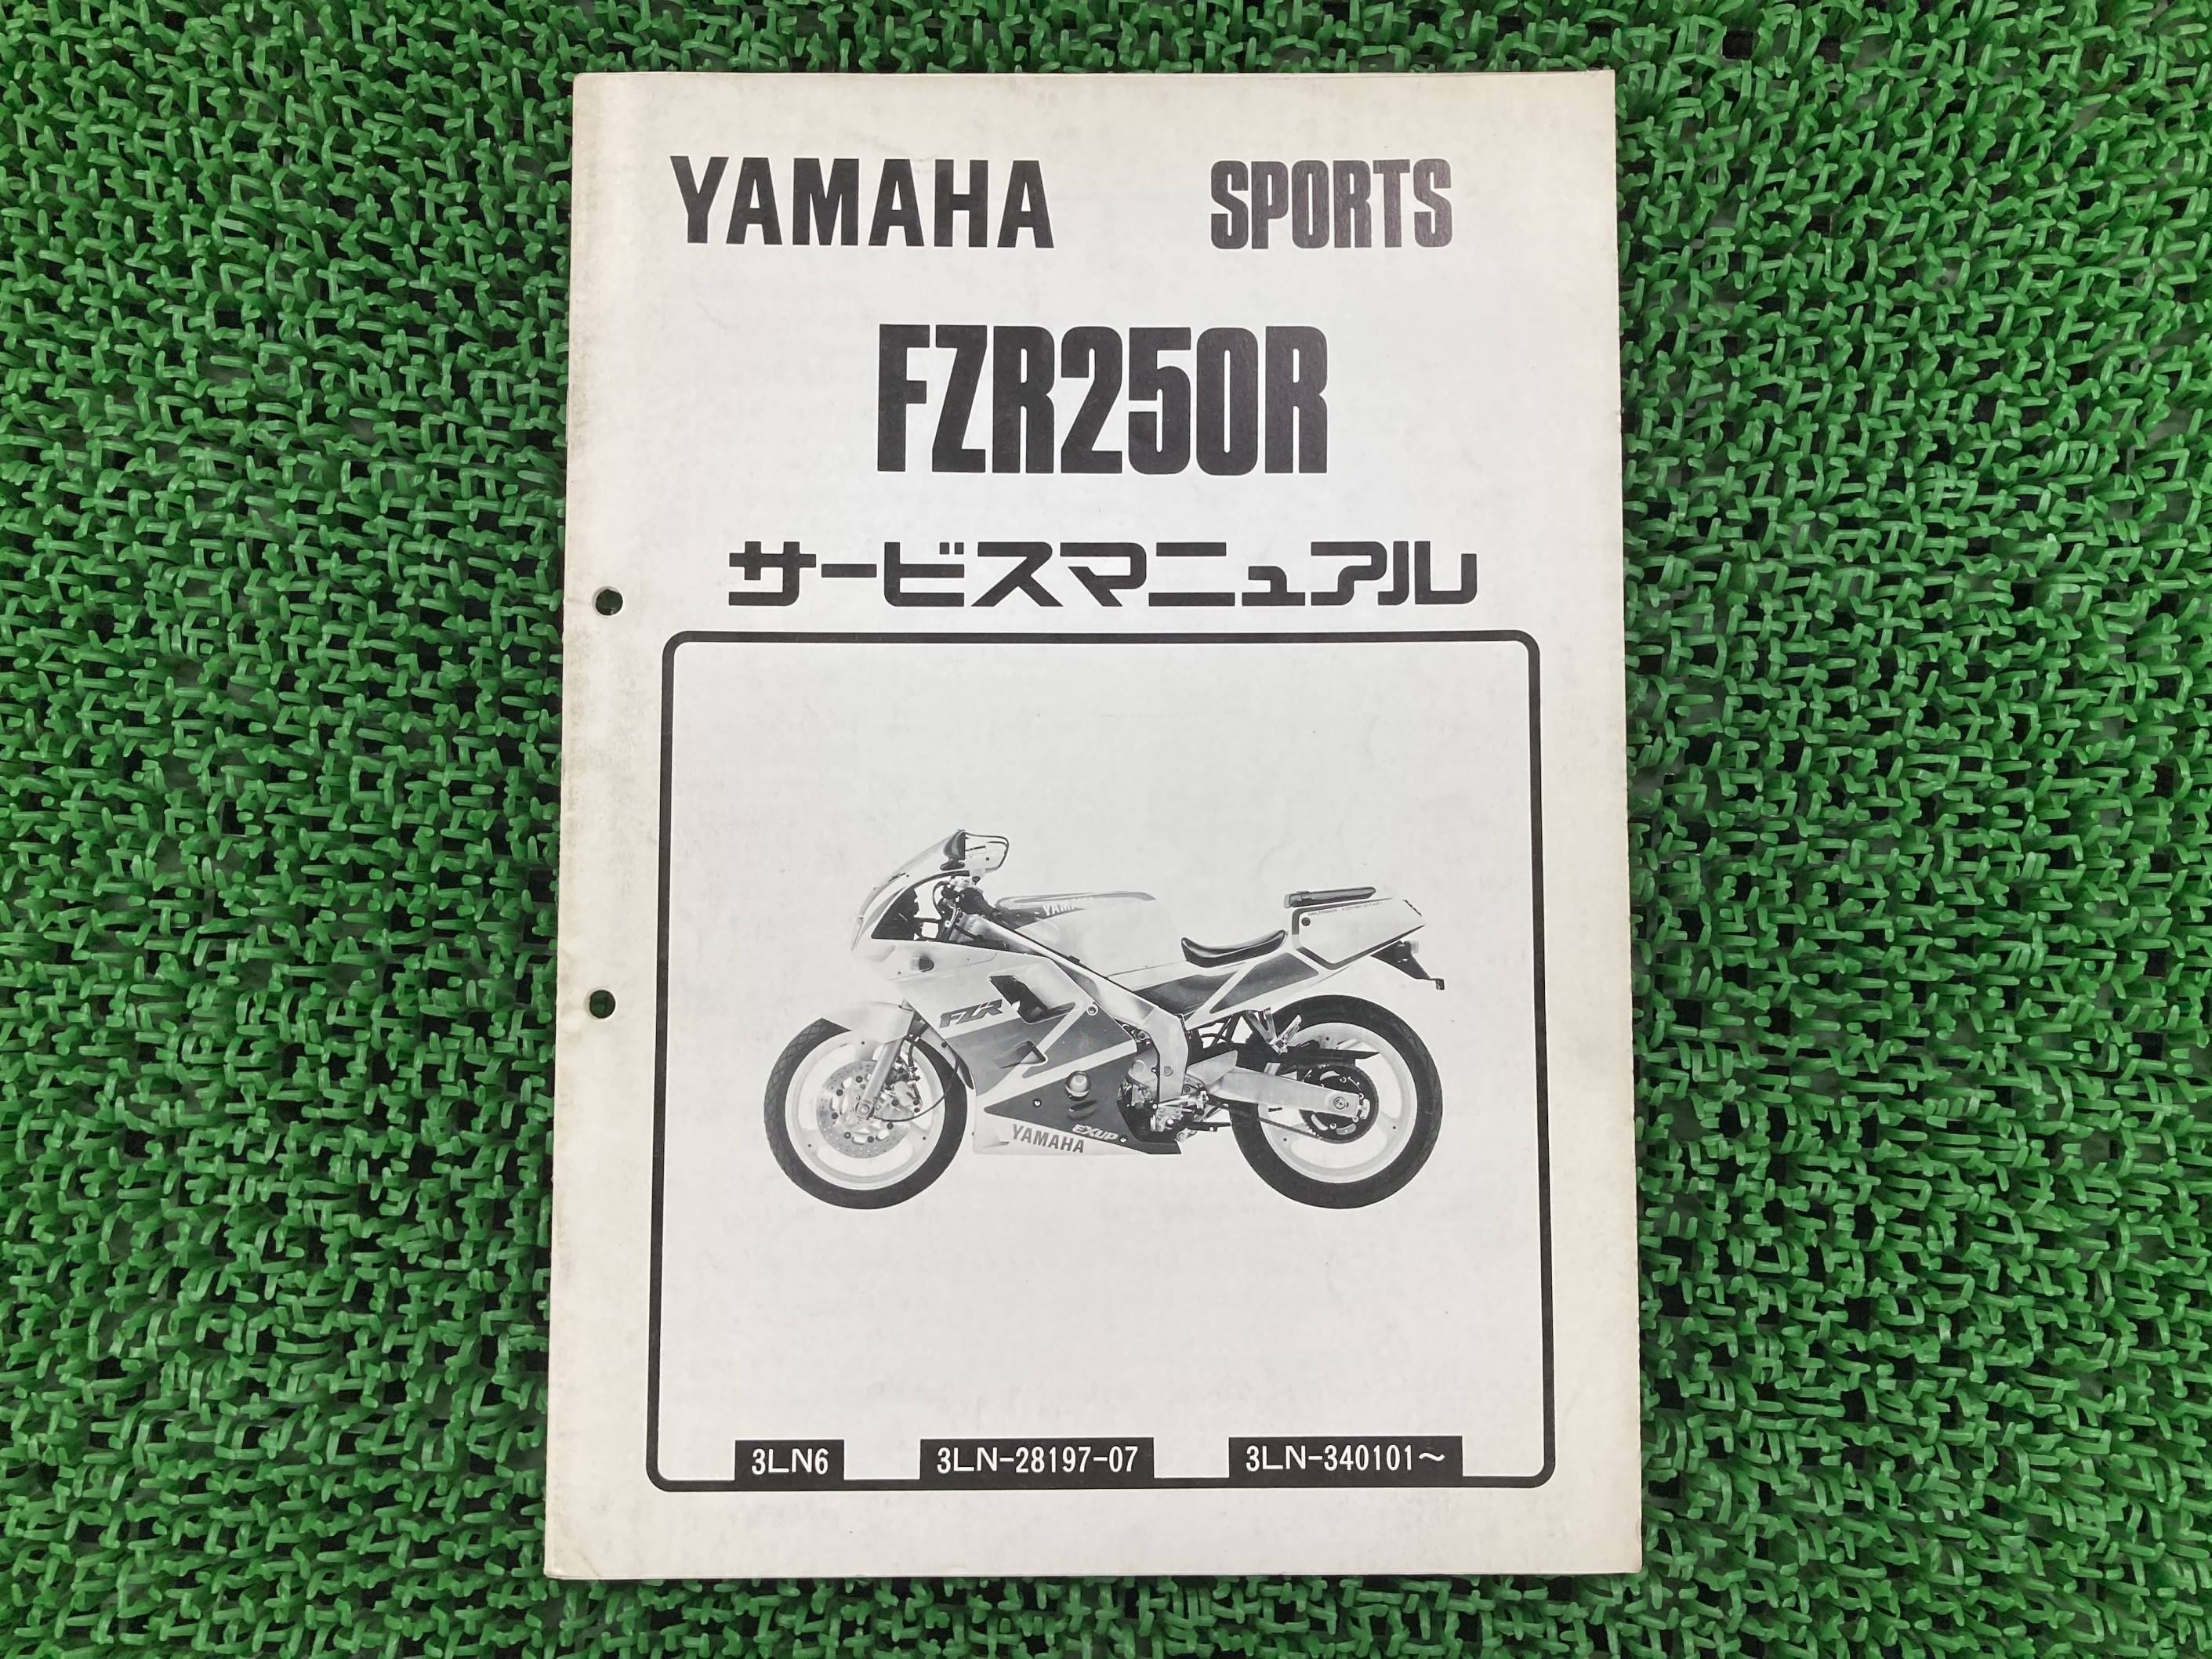 YAMAHA SPORTS
FZR250R
サービスマニュアル
YAMAHA
FZR
EXUP
YAMAHA
3LN6 3LN-28197-07 3LN-340101~